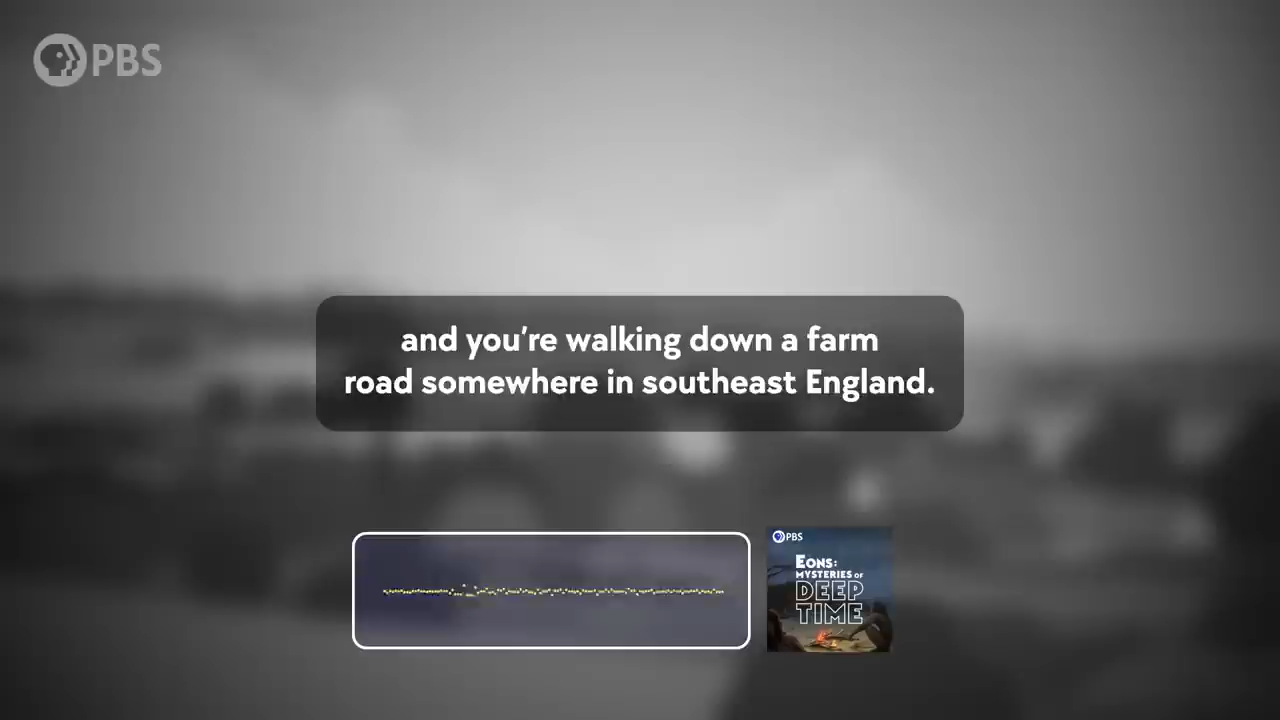 PBS
and you're walking down a farm
road somewhere in southeast England.
PBS
EONS:
MYSTERIES OF
DEEP
TIME